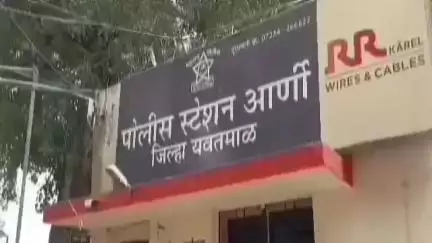 पोलीस स्टेशन आर्णी
जिल्हा यवतमाळ
RR KABEL
WIRES & CABLES